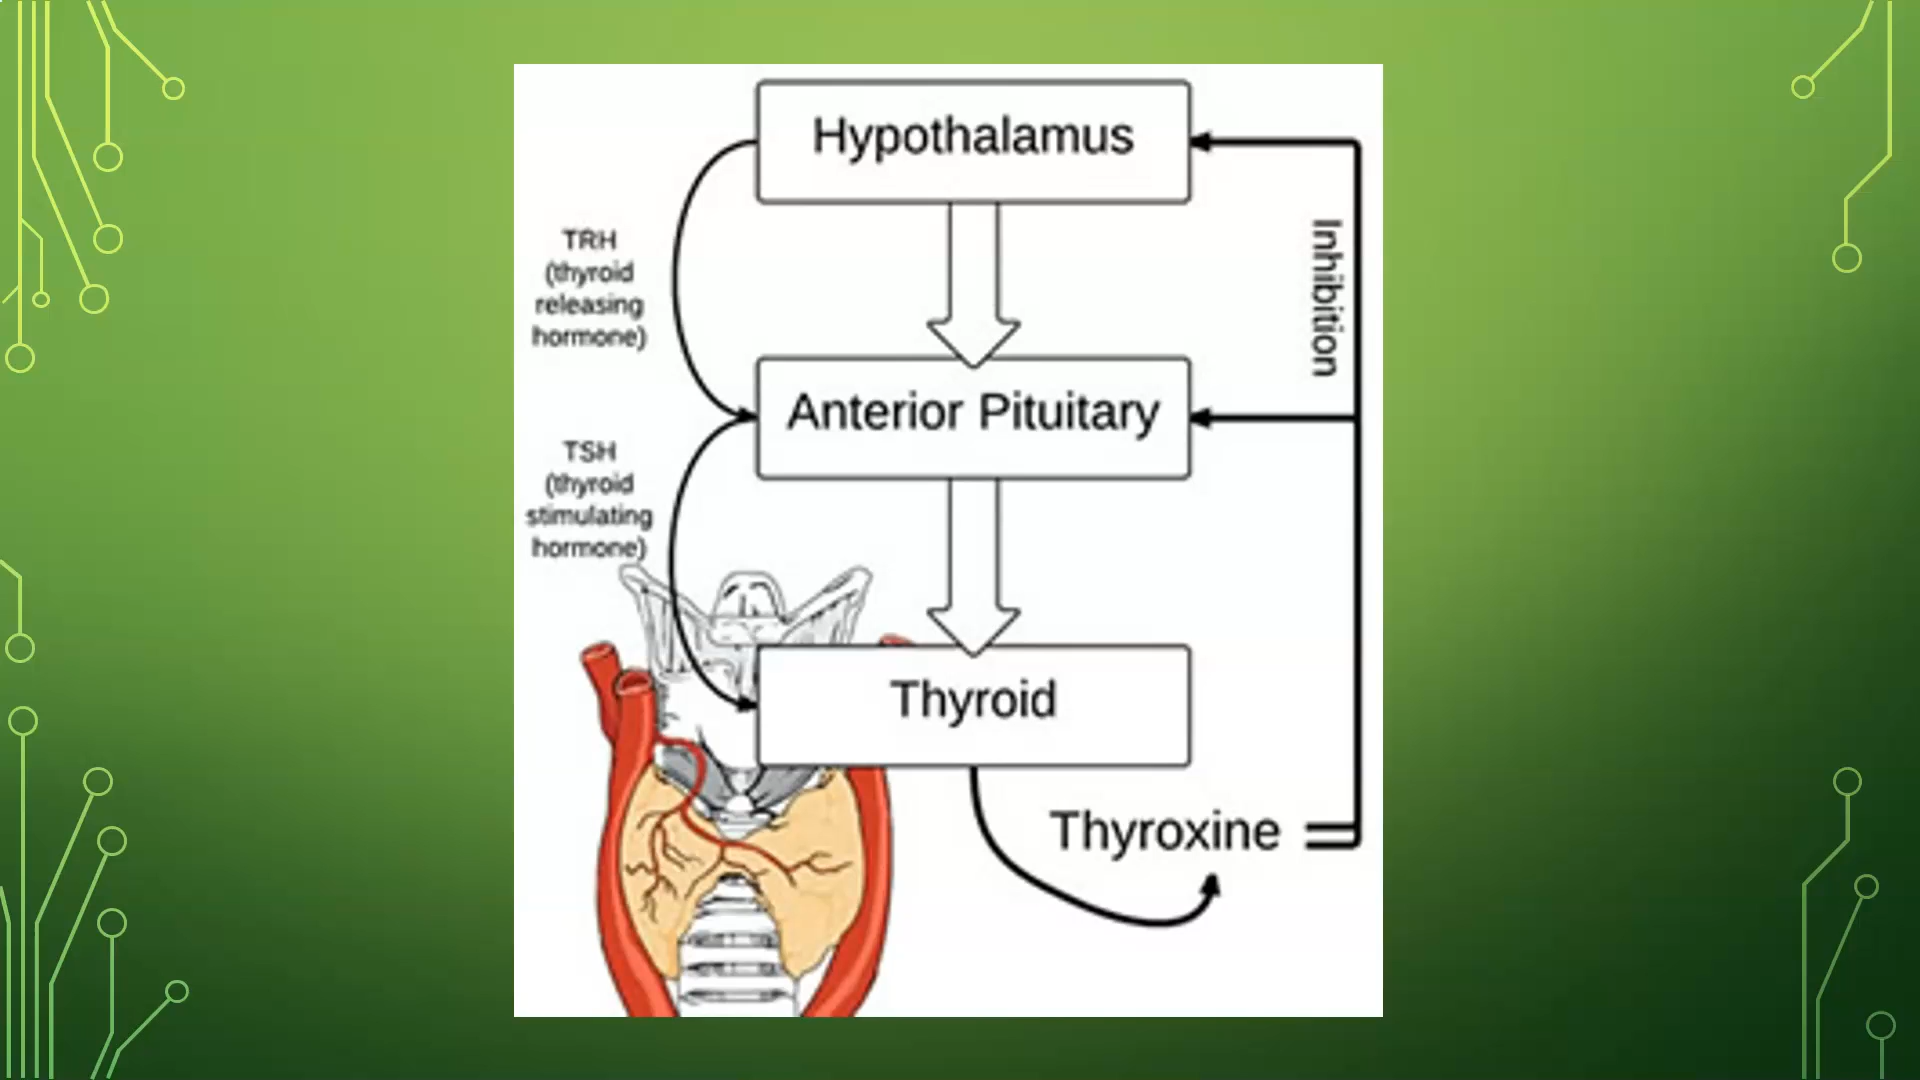 Hypothalamus
TRH
(thyroid
releasing
hormone)
Inhibition
Anterior Pituitary
TSH
(thyroid
stimulating
hormone)
Thyroid
Thyroxine